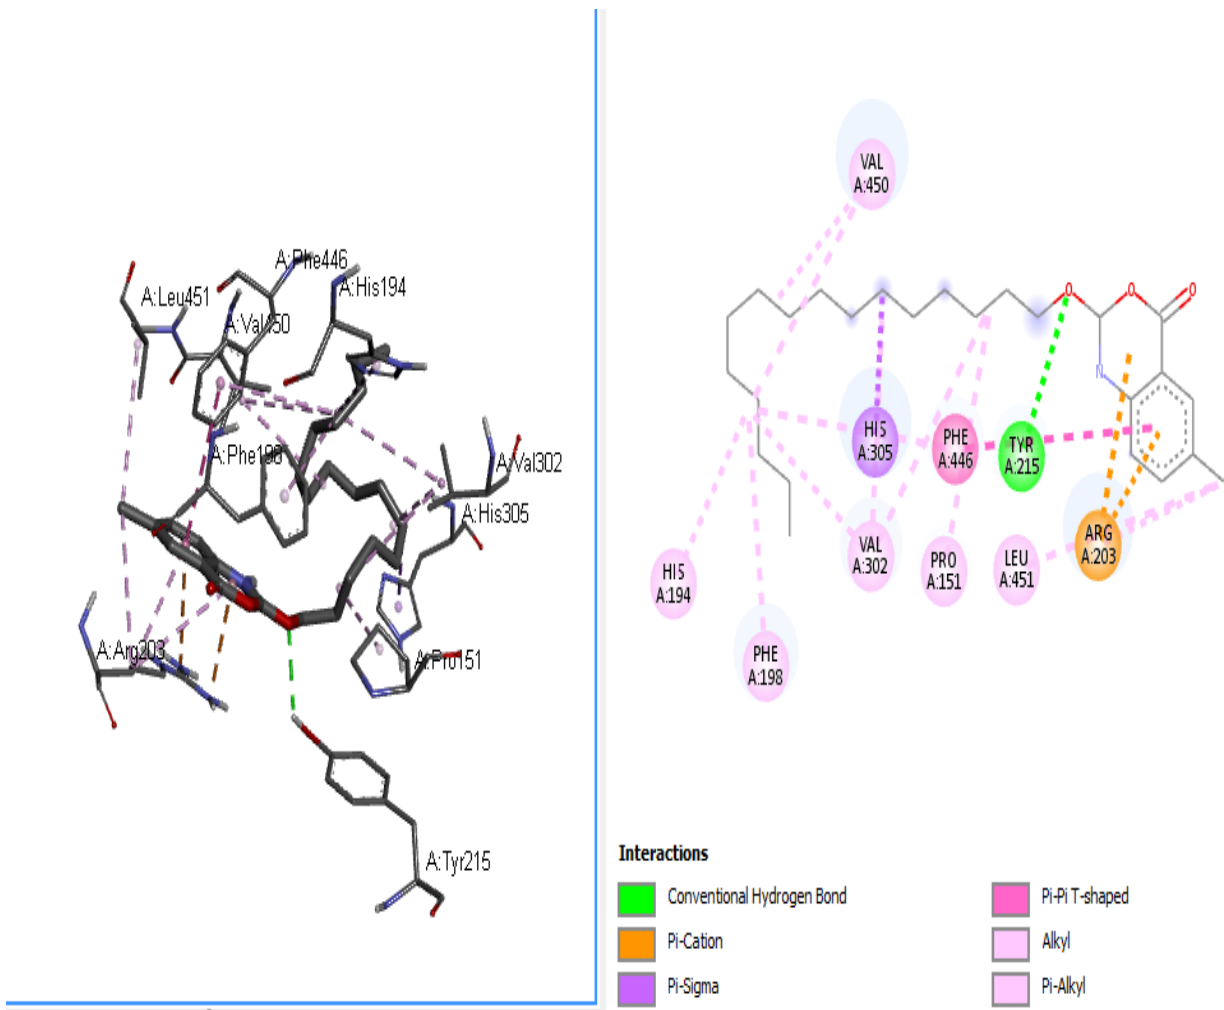 A:Phe446
A:His194
A:Leu451
A:Val450
A:Phe198
A:Val302
A:His305
A:Arg203
A:Pro151
A:Tyr215
VAL
A:450
O
O
O
N
HIS
A:305
PHE
A:446
TYR
A:215
ARG
A:203
VAL
A:302
PRO
A:151
LEU
A:451
HIS
A:194
PHE
A:198
Interactions
Conventional Hydrogen Bond
Pi-Cation
Pi-Sigma
Pi-Pi T-shaped
Alkyl
Pi-Alkyl